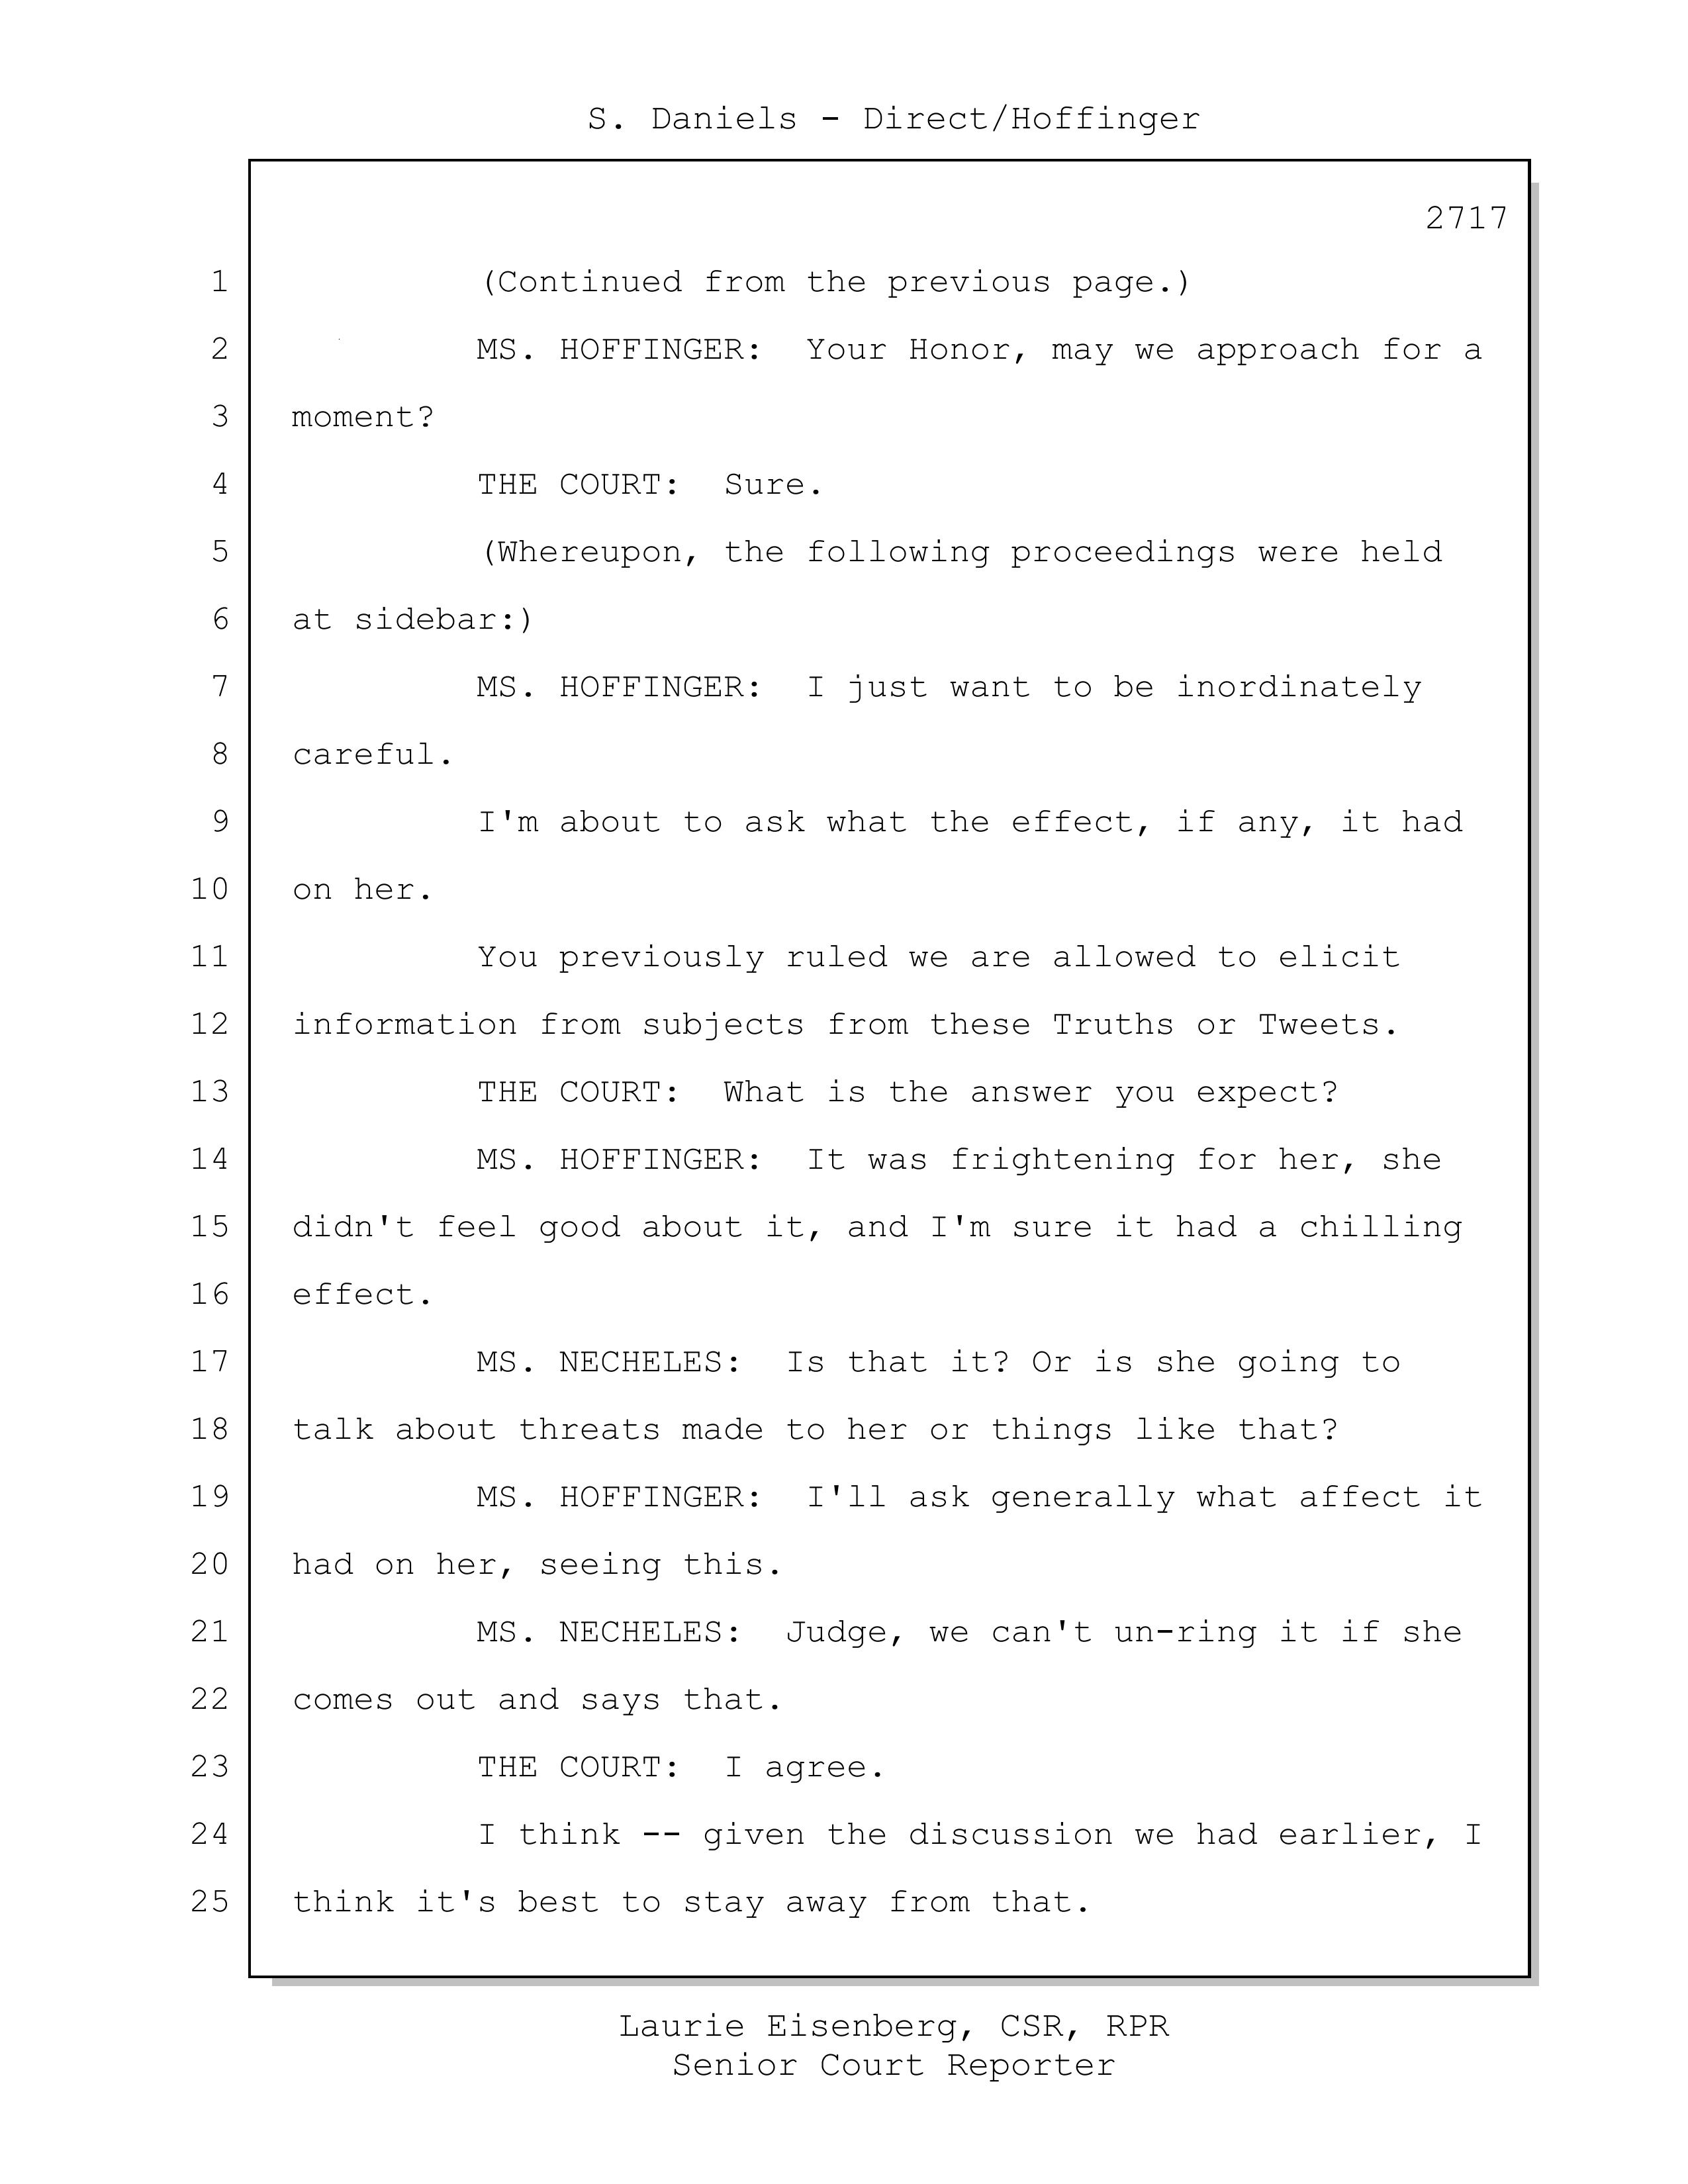 S. Daniels - Direct/Hoffinger
2717
1 (Continued from the previous page.)
2 MS. HOFFINGER: Your Honor, may we approach for a
3 moment?
4 THE COURT: Sure.
5 (Whereupon, the following proceedings were held
6 at sidebar:)
7 MS. HOFFINGER: I just want to be inordinately
8 careful.
9 I'm about to ask what the effect, if any, it had
10 on her.
11 You previously ruled we are allowed to elicit
12 information from subjects from these Truths or Tweets.
13 THE COURT: What is the answer you expect?
14 MS. HOFFINGER: It was frightening for her, she
15 didn't feel good about it, and I'm sure it had a chilling
16 effect.
17 MS. NECHELES: Is that it? Or is she going to
18 talk about threats made to her or things like that?
19 MS. HOFFINGER: I'll ask generally what affect it
20 had on her, seeing this.
21 MS. NECHELES: Judge, we can't un-ring it if she
22 comes out and says that.
23 THE COURT: I agree.
24 I think -- given the discussion we had earlier, I
25 think it's best to stay away from that.
Laurie Eisenberg, CSR, RPR
Senior Court Reporter